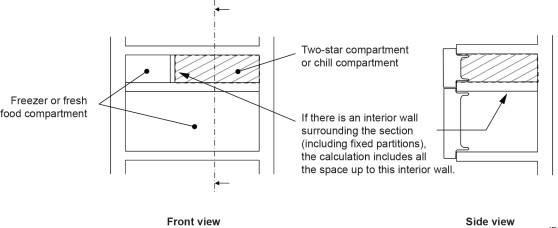 Two-star compartment
or chill compartment
Freezer or fresh
food compartment
If there is an interior wall
surrounding the section
(including fixed partitions),
the calculation includes all
the space up to this interior wall.
Front view
Side view